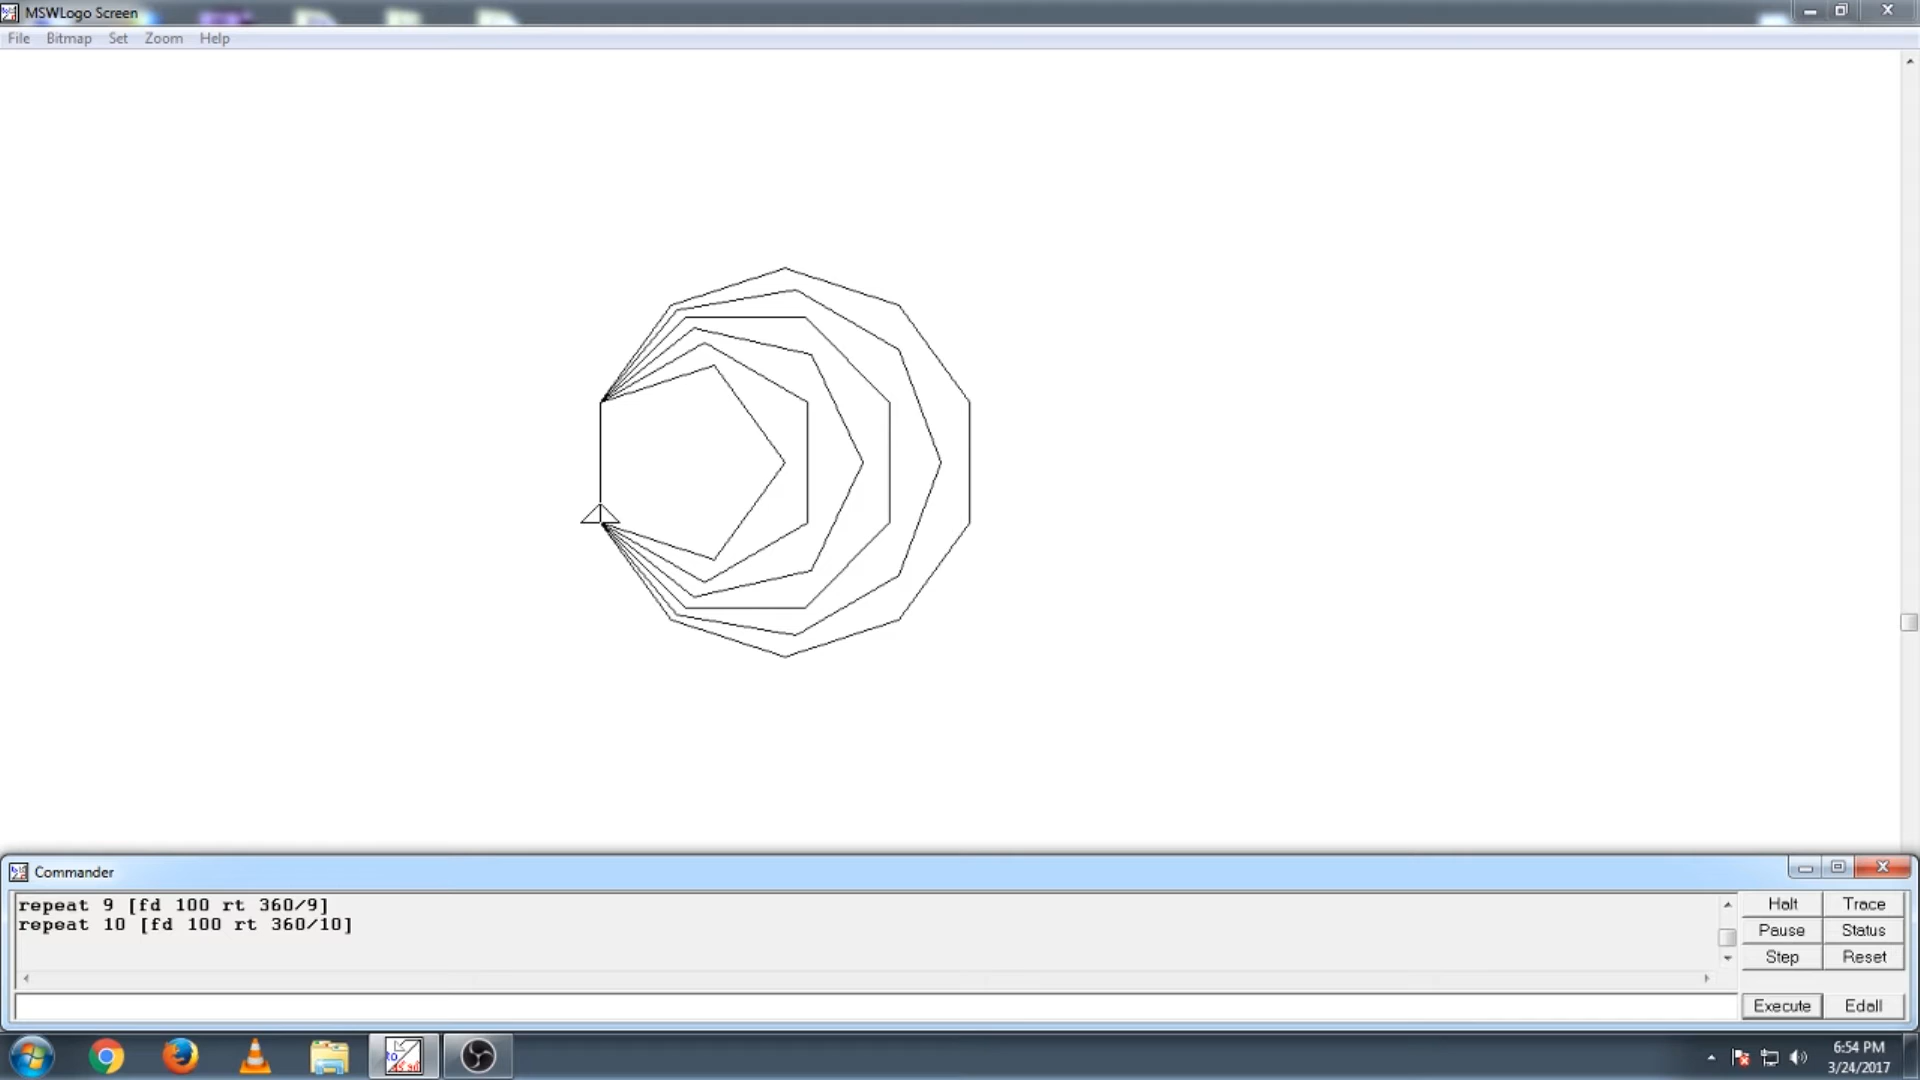 MSWLogo Screen
File Bitmap Set Zoom Help
Commander
repeat 9 [fd 100 rt 360/9]
repeat 10 [fd 100 rt 360/10]
Halt Trace
Pause Status
Step Reset
Execute Edall
6:54 PM
3/24/2017